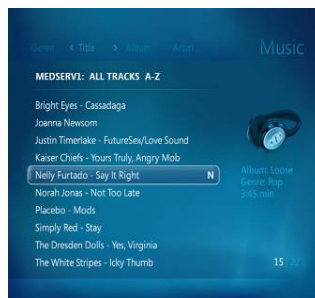 Genre < Title > Album Artist
Music
MEDSERV1: ALL TRACKS A-Z
Bright Eyes - Cassadaga
Joanna Newsom
Justin Timerlake - FutureSex/Love Sound
Kaiser Chiefs - Yours Truly, Angry Mob
Nelly Furtado - Say It Right N
Norah Jonas - Not Too Late
Placebo - Mods
Simply Red - Stay
The Dresden Dolls - Yes, Virginia
The White Stripes - Icky Thumb
Album: Loose
Genre: Pop
3:45 min
15